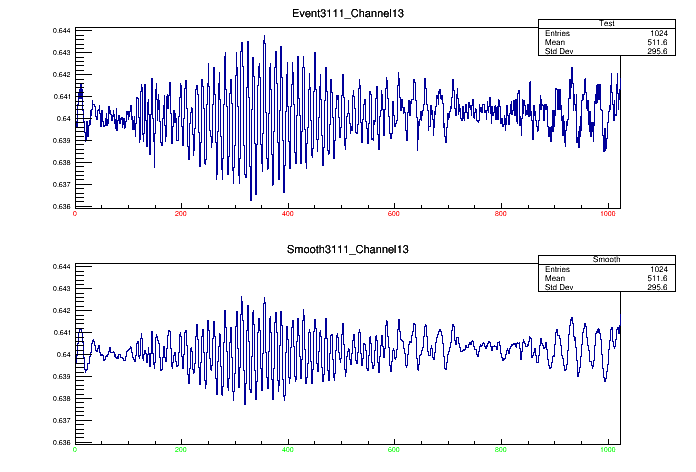 Event3111_Channel13
Test
Entries 1024
Mean 511.6
Std Dev 295.6
0.644
0.643
0.642
0.641
0.64
0.639
0.638
0.637
0.636
0 200 400 600 800 1000
Smooth3111_Channel13
Smooth
Entries 1024
Mean 511.6
Std Dev 295.6
0.644
0.643
0.642
0.641
0.64
0.639
0.638
0.637
0.636
0 200 400 600 800 1000